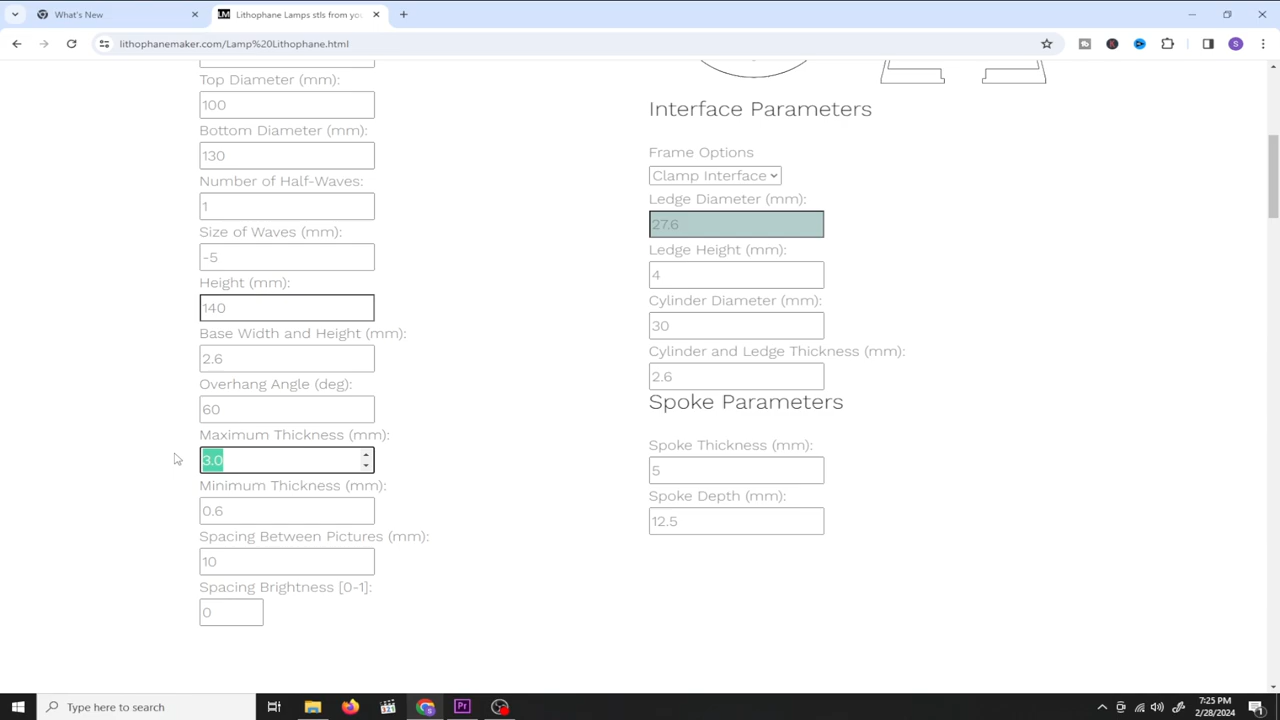 What's New
Lithophane Lamps stls from yo
lithophanemaker.com/Lamp%20Lithophane.html
Top Diameter (mm):
100
Bottom Diameter (mm):
130
Number of Half-Waves:
1
Size of Waves (mm):
-5
Height (mm):
140
Base Width and Height (mm):
2.6
Overhang Angle (deg):
60
Maximum Thickness (mm):
3.0
Minimum Thickness (mm):
0.6
Spacing Between Pictures (mm):
10
Spacing Brightness [0-1]:
0
Interface Parameters
Frame Options
Clamp Interface
Ledge Diameter (mm):
27.6
Ledge Height (mm):
4
Cylinder Diameter (mm):
30
Cylinder and Ledge Thickness (mm):
2.6
Spoke Parameters
Spoke Thickness (mm):
5
Spoke Depth (mm):
12.5
Type here to search
7:25 PM
2/28/2024